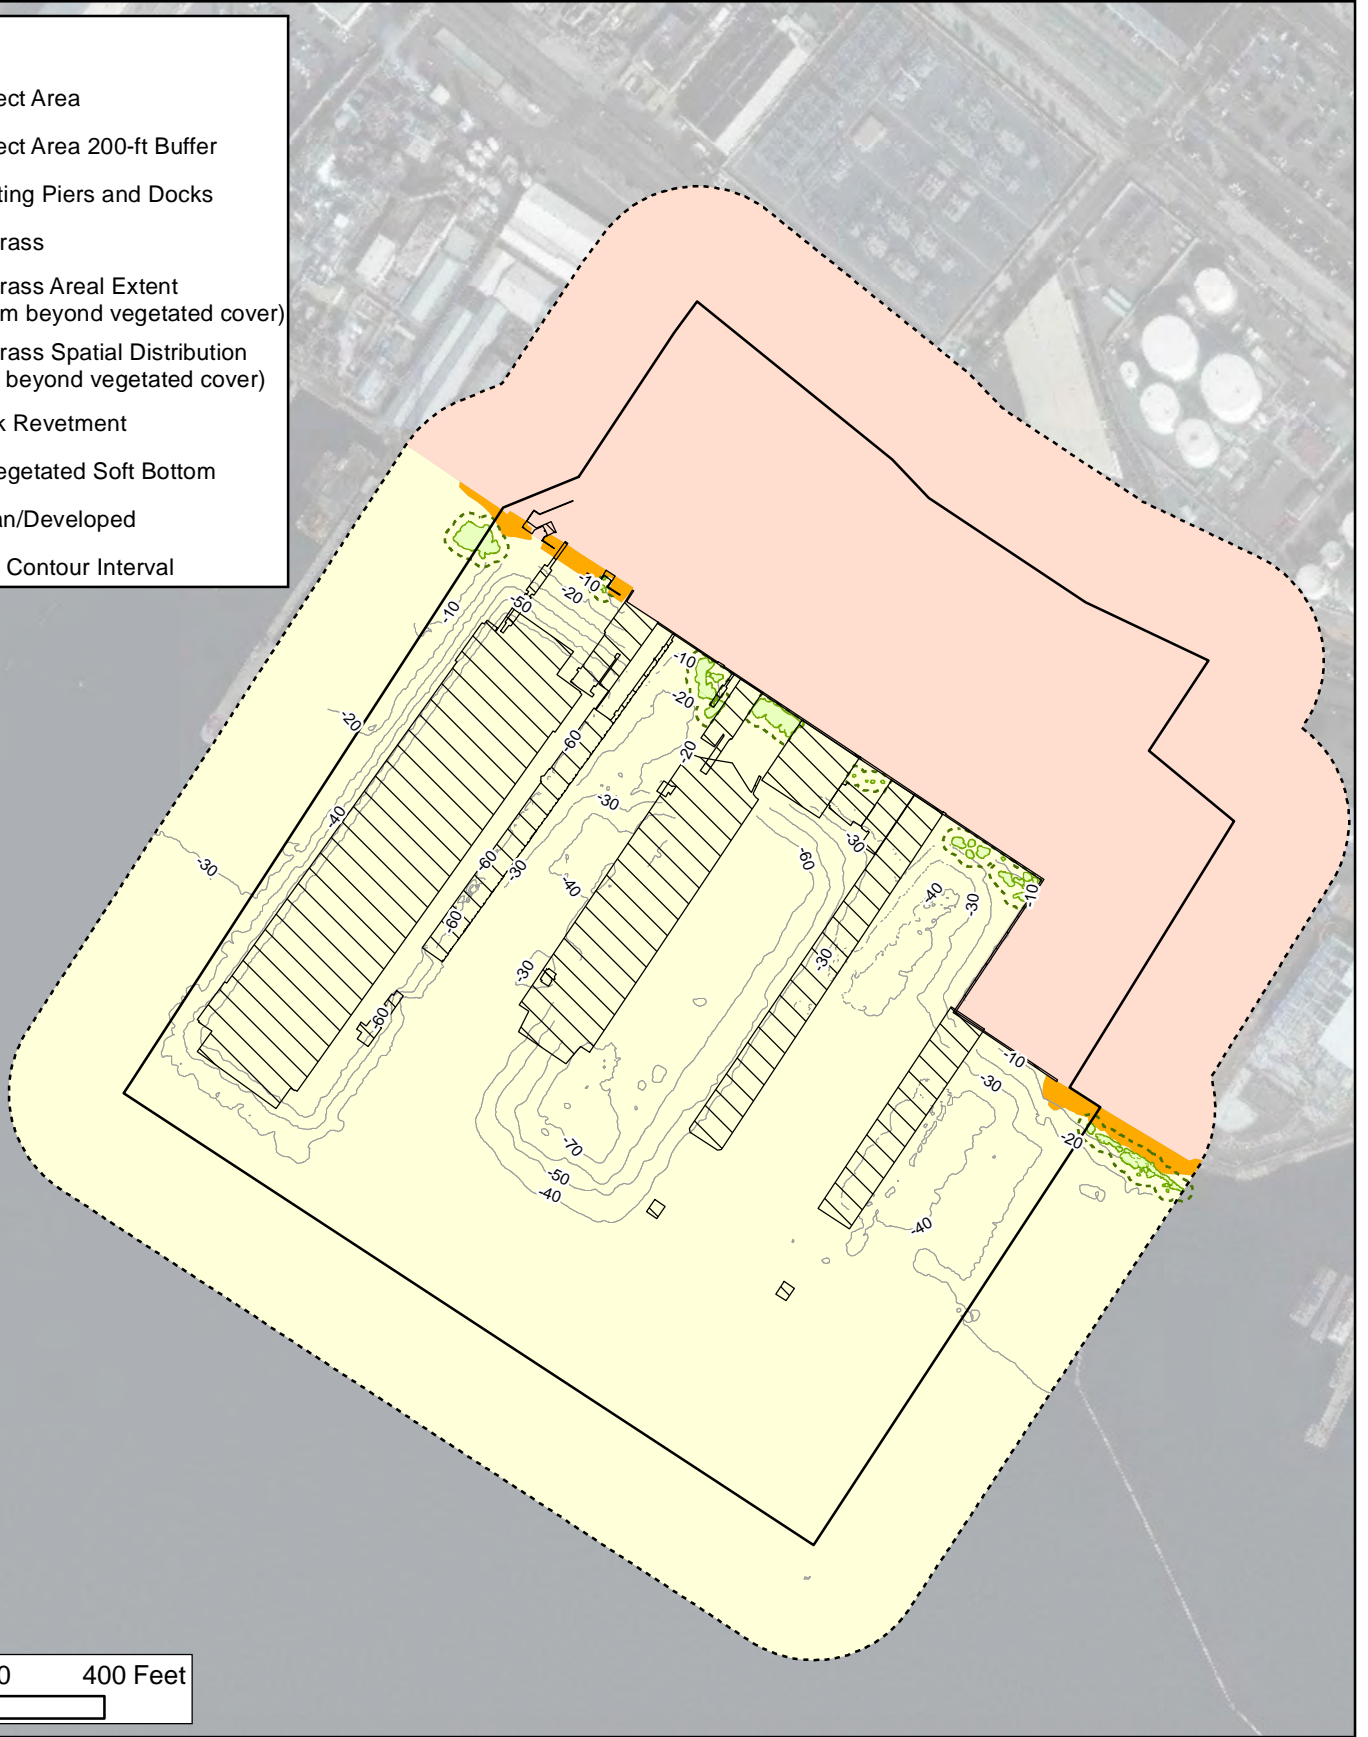 ect Area
ect Area 200-ft Buffer
ting Piers and Docks
rass
rass Areal Extent
m beyond vegetated cover)
rass Spatial Distribution
beyond vegetated cover)
k Revetment
egetated Soft Bottom
an/Developed
Contour Interval
-10
-20
-50
-10
-10
-20
-20
-60
-20
-30
-40
-30
-60
-30
-60
-30
-40
-40
-30
-10
-60
-30
-30
-60
-10
-30
-20
-70
-50
-40
-40
0 400 Feet